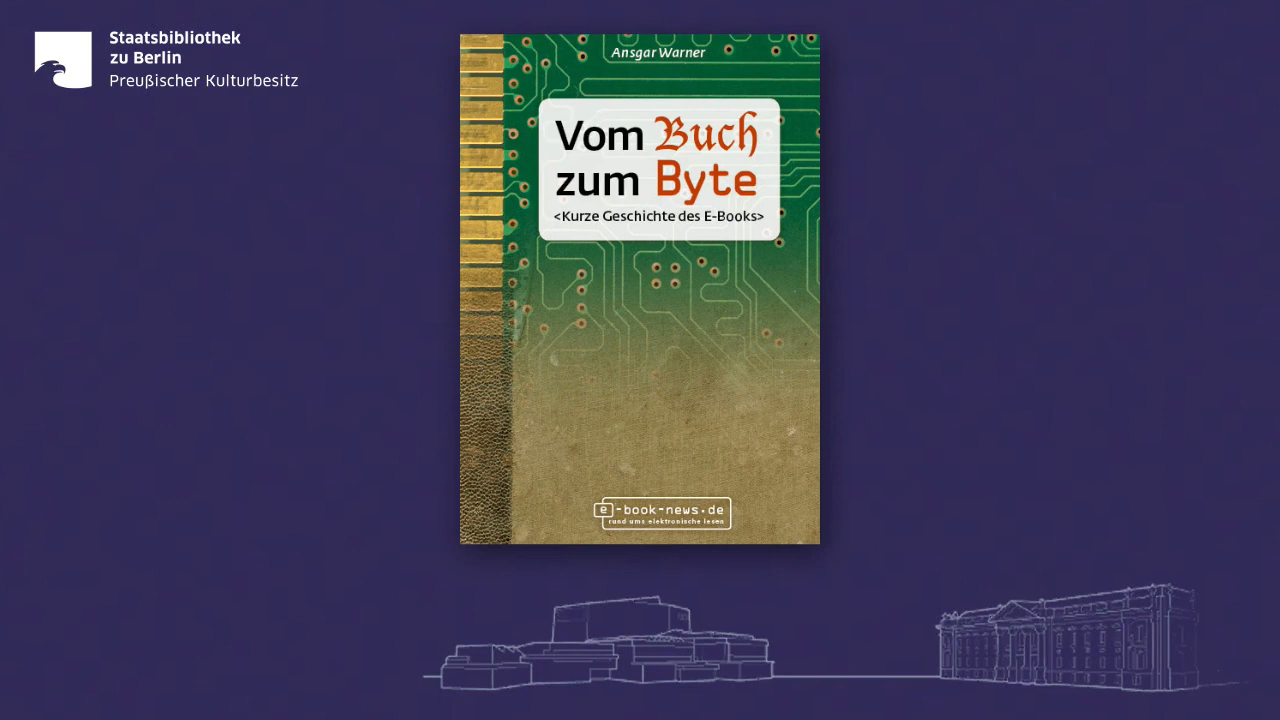 Staatsbibliothek
zu Berlin
Preußischer Kulturbesitz
Ansgar Warner
Vom Buch
zum Byte
<Kurze Geschichte des E-Books>
e-book-news.de
rund ums elektronische lesen